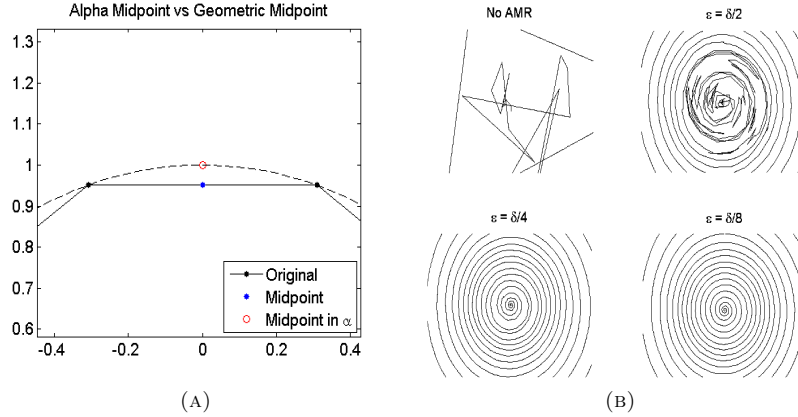 Alpha Midpoint vs Geometric Midpoint
1.3
1.2
1.1
1
0.9
0.8
0.7
0.6
-0.4
-0.2
0
0.2
0.4
Original
Midpoint
Midpoint in α
(A)
No AMR
ε = δ/2
ε = δ/4
ε = δ/8
(B)